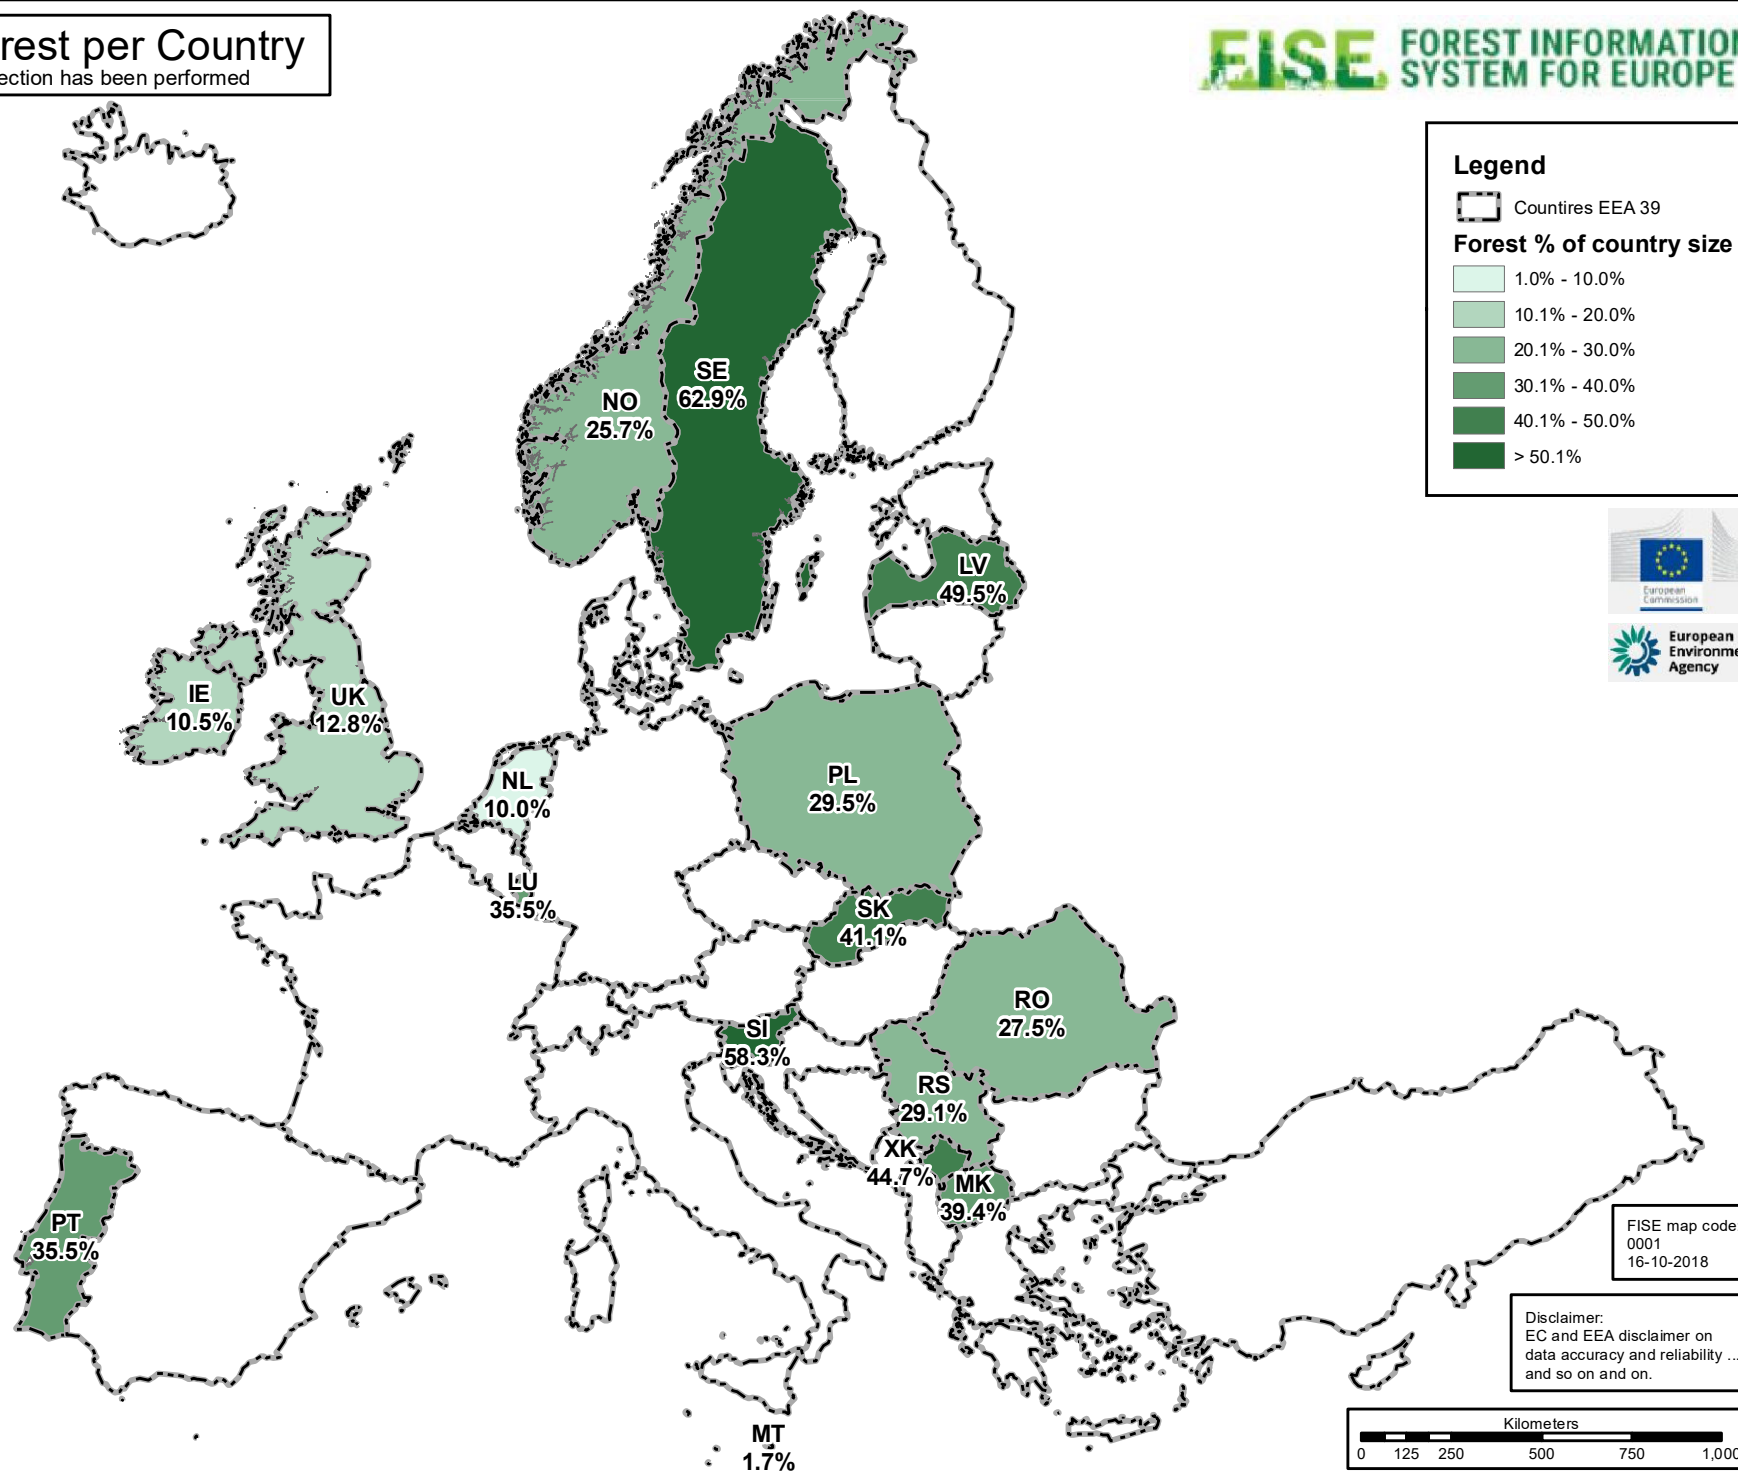 rest per Country
ection has been performed
FISE
FOREST INFORMATION
SYSTEM FOR EUROPE
Legend
Countires EEA 39
Forest % of country size
1.0% - 10.0%
10.1% - 20.0%
20.1% - 30.0%
30.1% - 40.0%
40.1% - 50.0%
> 50.1%
European
Commission
European
Environme
Agency
SE
62.9%
NO
25.7%
LV
49.5%
IE
10.5%
UK
12.8%
NL
10.0%
PL
29.5%
LU
35.5%
SK
41.1%
RO
27.5%
SI
58.3%
RS
29.1%
XK
44.7%
MK
39.4%
PT
35.5%
MT
1.7%
FISE map code:
0001
16-10-2018
Disclaimer:
EC and EEA disclaimer on
data accuracy and reliability ...
and so on and on.
Kilometers
0 125 250 500 750 1,000